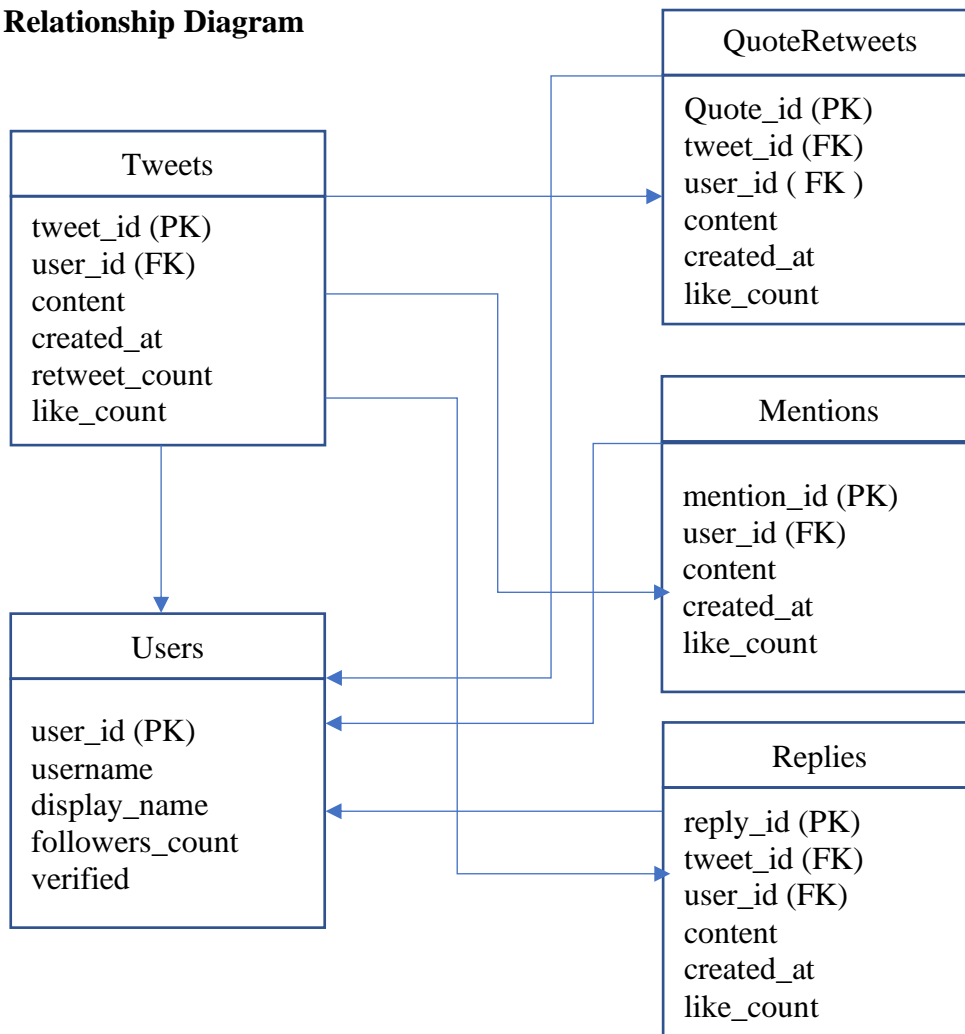 Relationship Diagram
Tweets
tweet_id (PK)
user_id (FK)
content
created_at
retweet_count
like_count
Users
user_id (PK)
username
display_name
followers_count
verified
QuoteRetweets
Quote_id (PK)
tweet_id (FK)
user_id ( FK )
content
created_at
like_count
Mentions
mention_id (PK)
user_id (FK)
content
created_at
like_count
Replies
reply_id (PK)
tweet_id (FK)
user_id (FK)
content
created_at
like_count